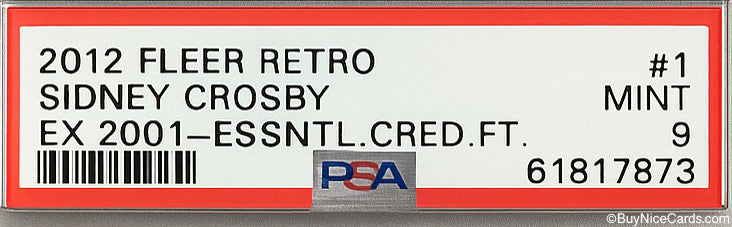 2012 FLEER RETRO #1
SIDNEY CROSBY MINT
EX 2001–ESSNTL.CRED.FT. 9
PSA 61817873
©BuyNiceCards.com